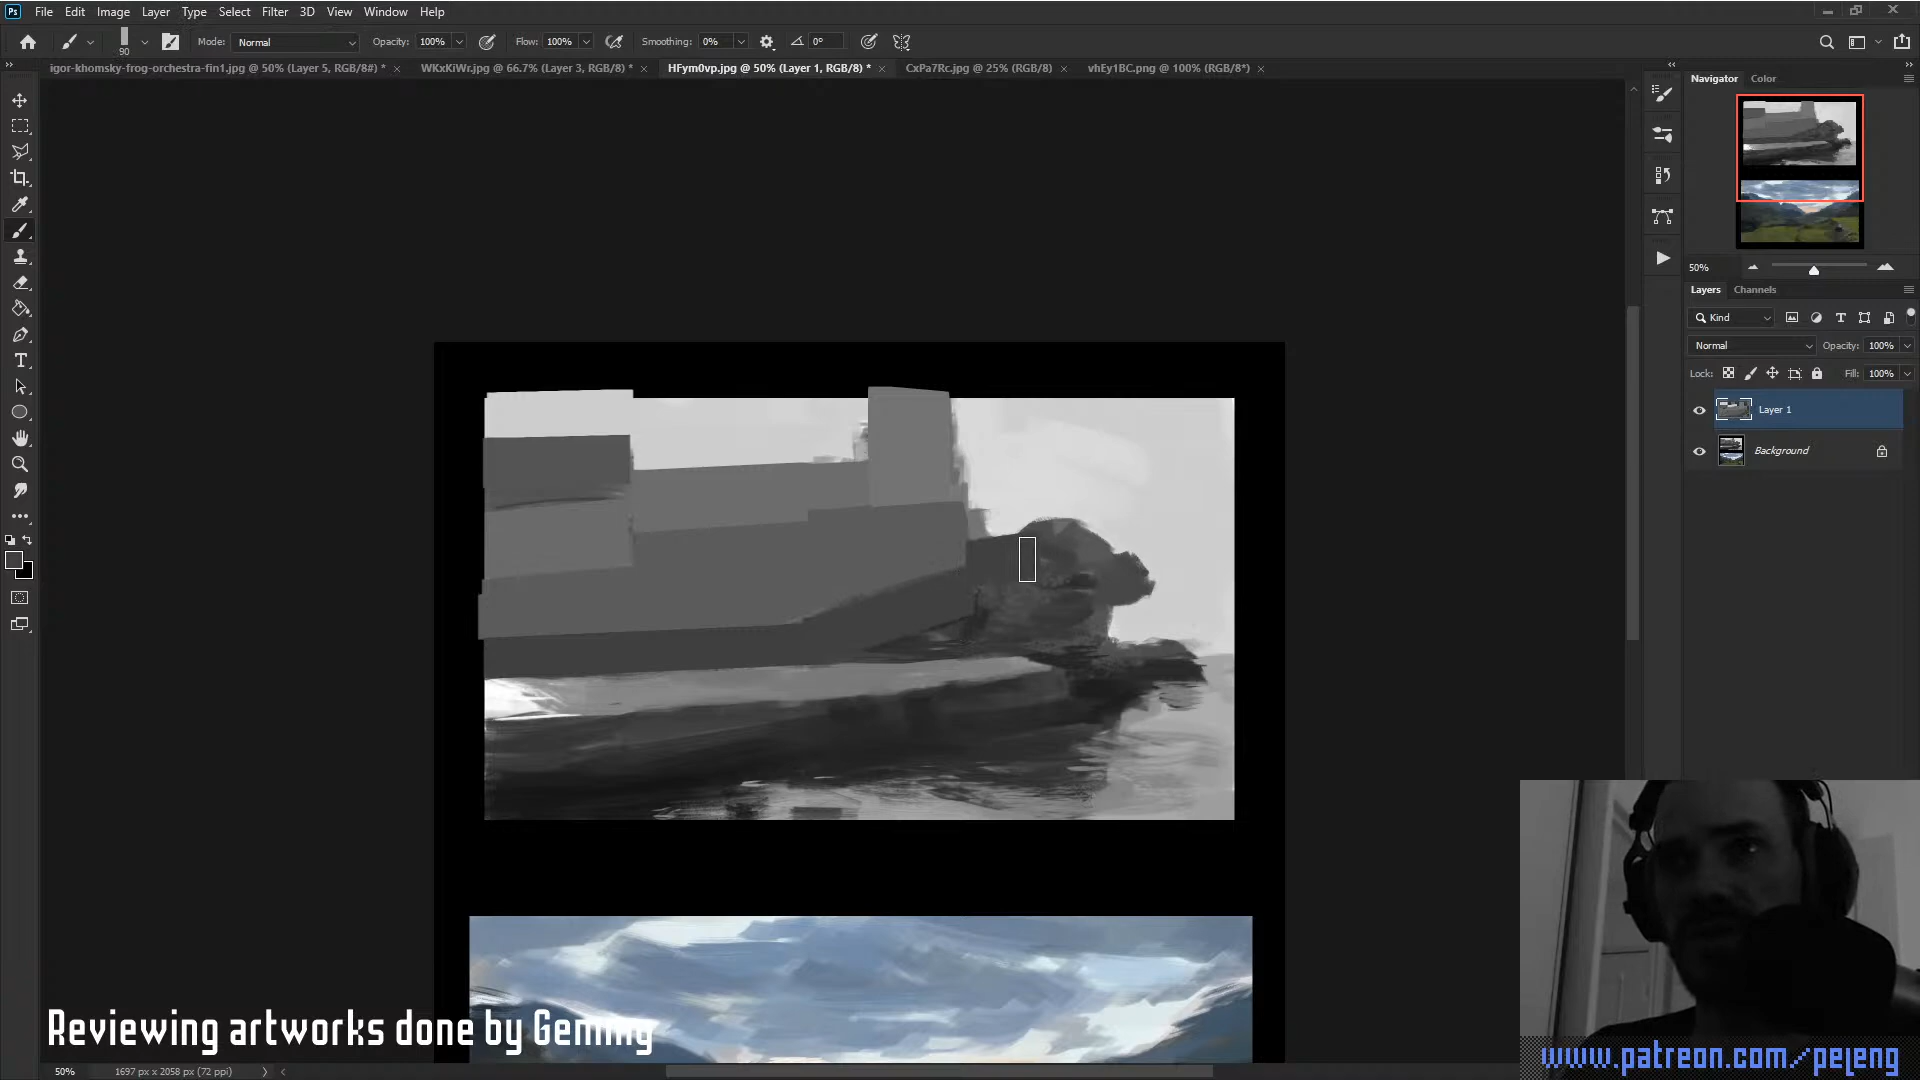 Ps File Edit Image Layer Type Select Filter 3D View Window Help
90 Mode: Normal Opacity: 100% Flow: 100% Smoothing: 0% 0°
igor-khomsky-frog-orchestra-fin1.jpg @ 50% (Layer 5, RGB/8#) * WKxKiWr.jpg @ 66.7% (Layer 3, RGB/8) * HFym0vp.jpg @ 50% (Layer 1, RGB/8) * CxPa7Rc.jpg @ 25% (RGB/8) vhEy1BC.png @ 100% (RGB/8*)
Navigator Color
50%
Layers Channels
Kind
Normal Opacity: 100%
Lock: Fill: 100%
Layer 1
Background
Reviewing artworks done by Geming
www.patreon.com/peleng
50% 1697 px x 2058 px (72 ppi)